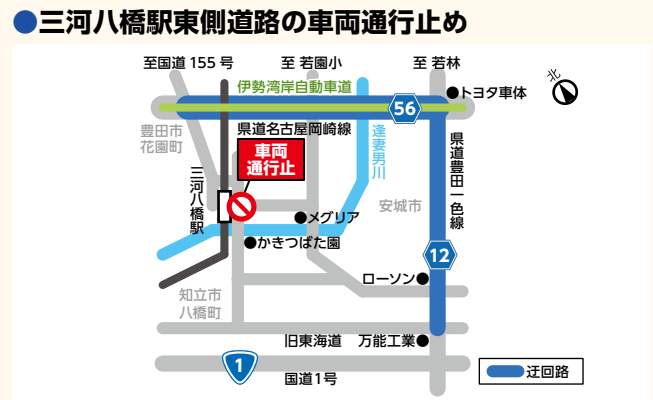 ●三河八橋駅東側道路の車両通行止め
至国道155号
至 若園小
至 若林
北
伊勢湾岸自動車道
●トヨタ車体
56
豊田市
花園町
県道名古屋岡崎線
逢妻男川
県道豊田一色線
車両
通行止
三河八橋駅
安城市
●メグリア
●かきつばた園
12
ローソン●
知立市
八橋町
旧東海道
万能工業●
1
国道1号
迂回路